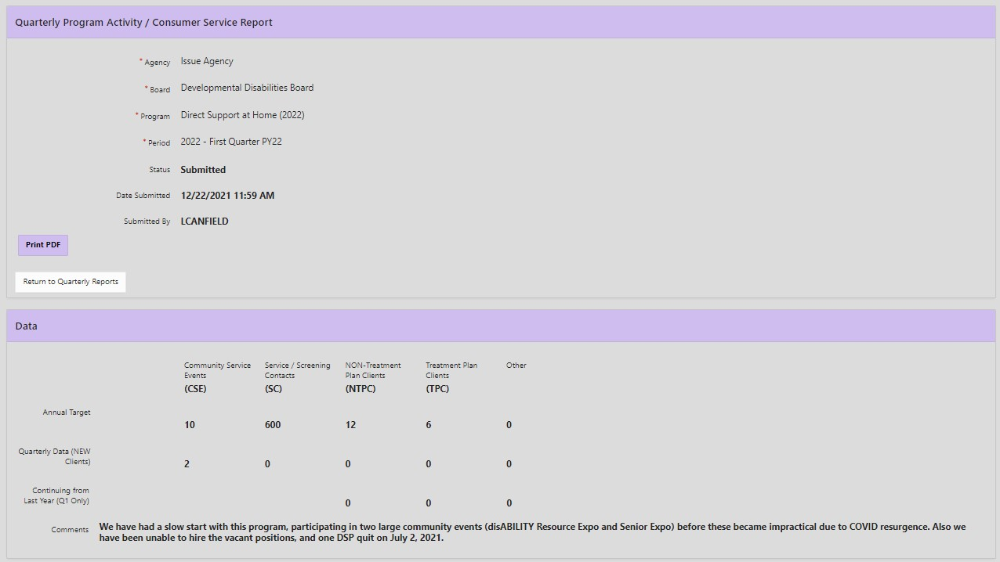 Quarterly Program Activity / Consumer Service Report
* Agency Issue Agency
* Board Developmental Disabilities Board
* Program Direct Support at Home (2022)
* Period 2022 - First Quarter PY22
Status Submitted
Date Submitted 12/22/2021 11:59 AM
Submitted By LCANFIELD
Print PDF
Return to Quarterly Reports
Data
Community Service Service / Screening NON-Treatment Treatment Plan Other
Events Contacts Plan Clients Clients
(CSE) (SC) (NTPC) (TPC)
Annual Target
10 600 12 6 0
Quarterly Data (NEW
Clients)
2 0 0 0 0
Continuing from
Last Year (Q1 Only)
0 0 0
Comments We have had a slow start with this program, participating in two large community events (disABILITY Resource Expo and Senior Expo) before these became impractical due to COVID resurgence. Also we
have been unable to hire the vacant positions, and one DSP quit on July 2, 2021.